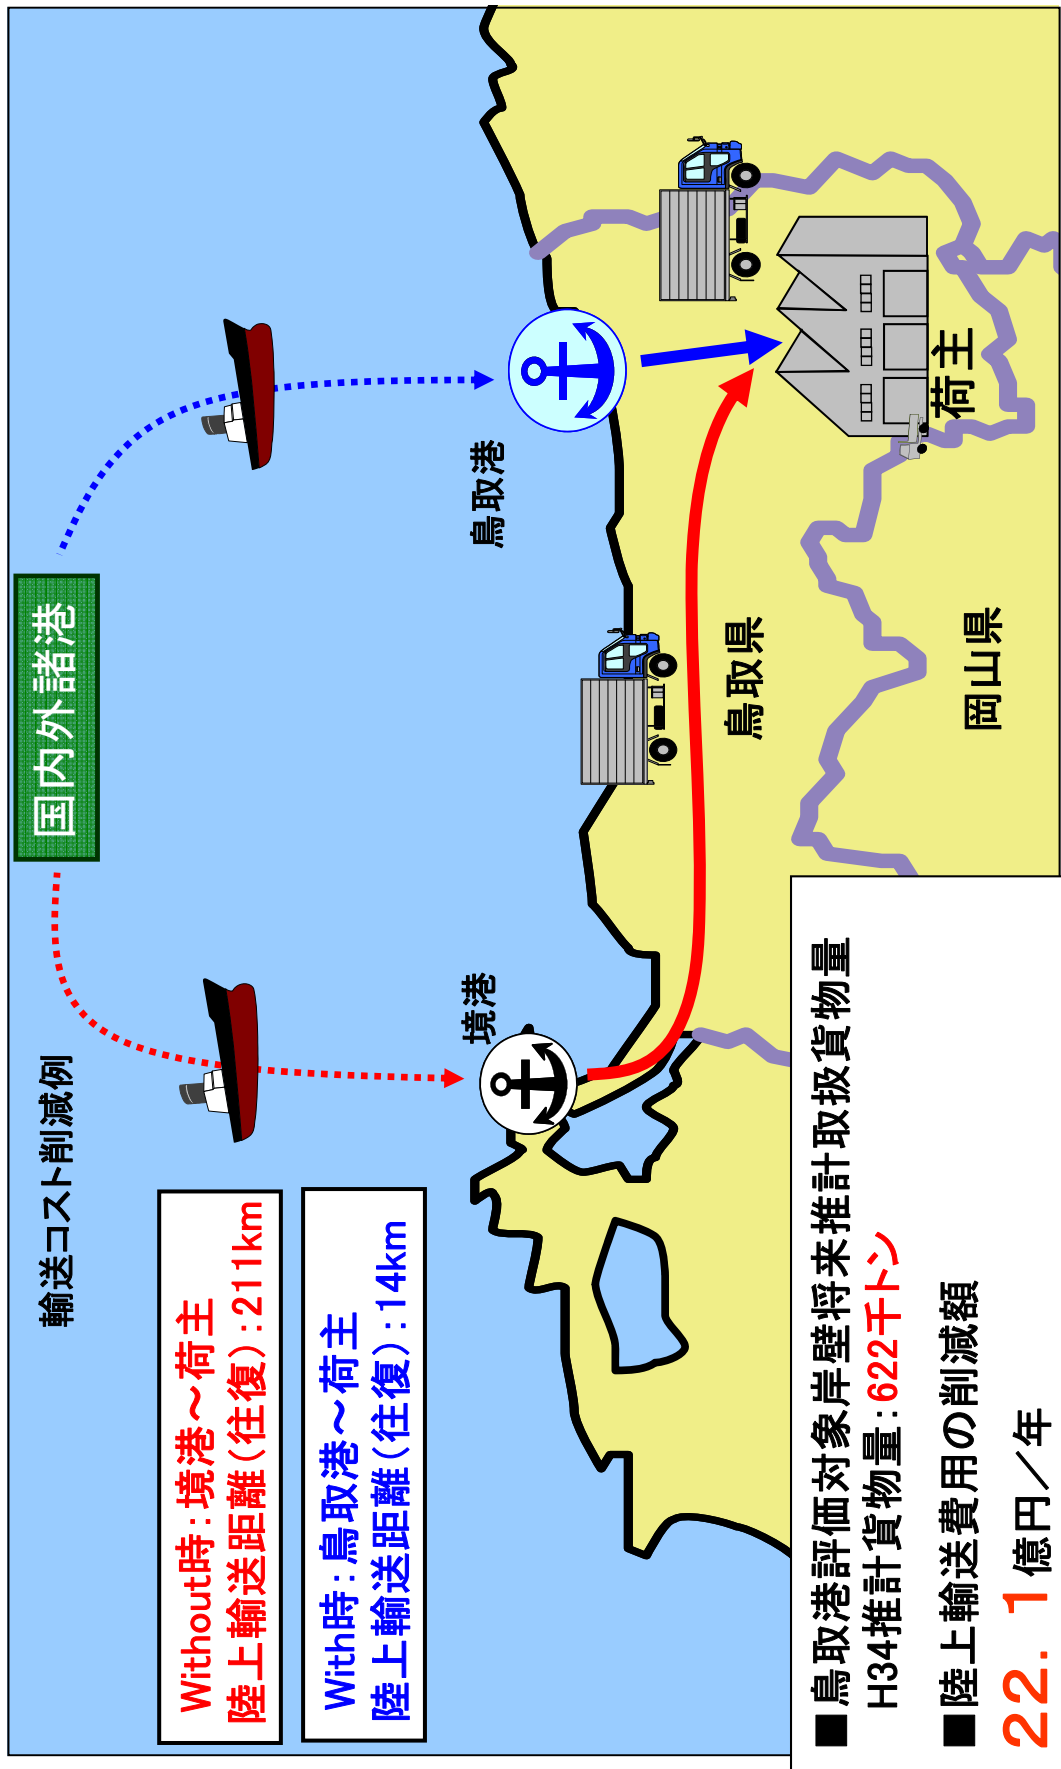 輸送コスト削減例
国内外諸港
Without時：境港～荷主
陸上輸送距離（往復）：211km
With時：鳥取港～荷主
陸上輸送距離（往復）：14km
境港
鳥取港
鳥取県
荷主
岡山県
■鳥取港評価対象岸壁将来推計取扱貨物量
H34推計貨物量：622千トン
■陸上輸送費用の削減額
22．1億円／年